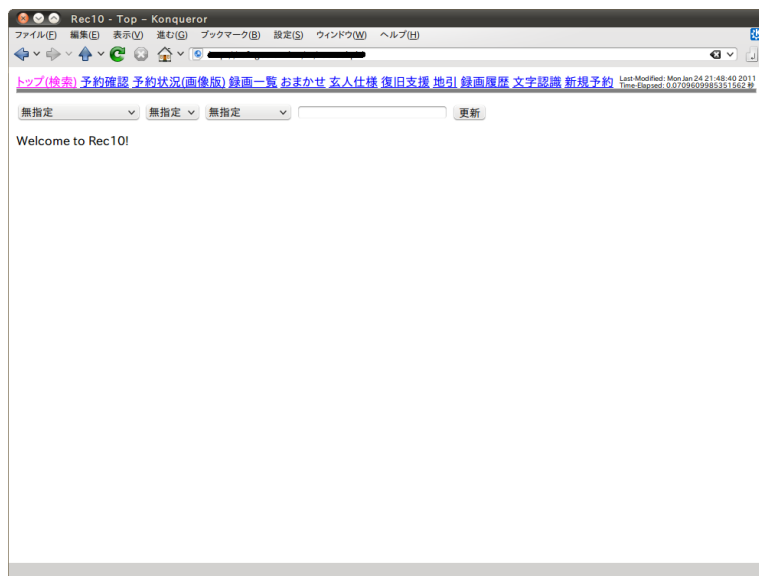 Rec10 - Top – Konqueror
ファイル(F) 編集(E) 表示(V) 進む(G) ブックマーク(B) 設定(S) ウィンドウ(W) ヘルプ(H)
トップ(検索) 予約確認 予約状況(画像版) 録画一覧 おまかせ 玄人仕様 復旧支援 地引 録画履歴 文字認識 新規予約
Last-Modified: Mon Jan 24 21:48:40 2011
Time-Elapsed: 0.0709609985351562 秒
無指定 無指定 無指定 更新
Welcome to Rec10!